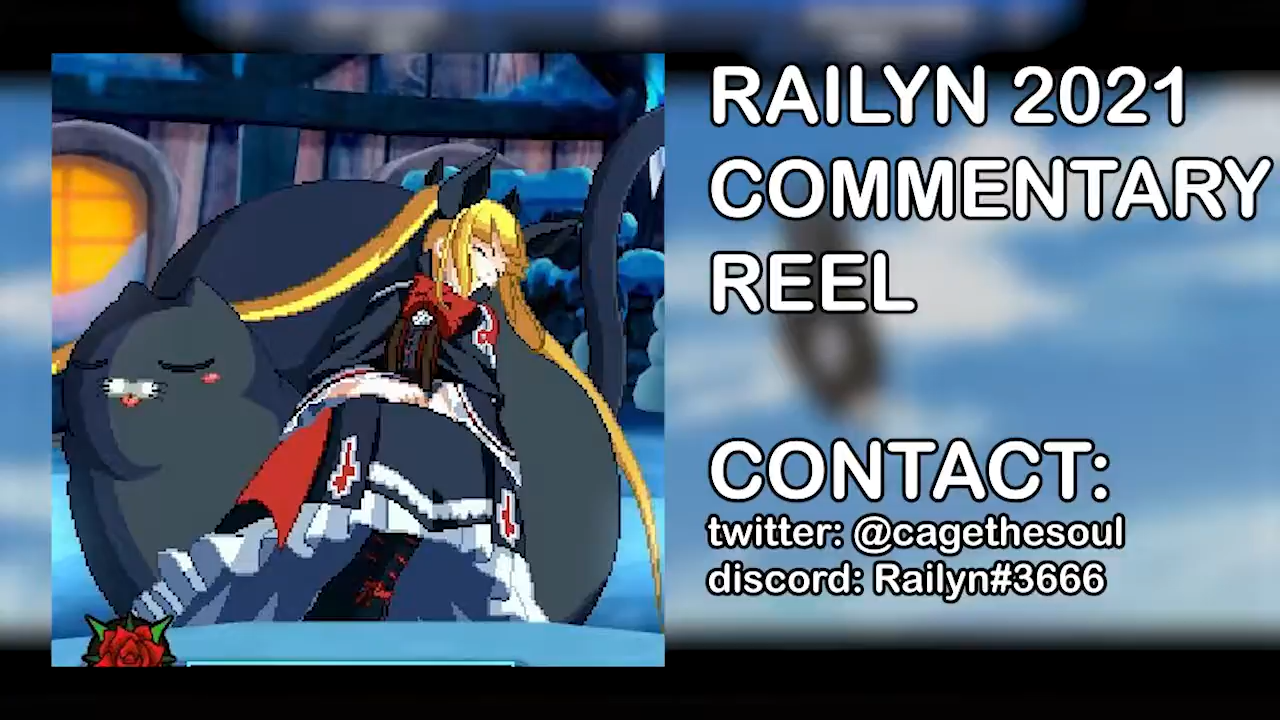 RAILYN 2021
COMMENTARY
REEL
CONTACT:
twitter: @cagethesoul
discord: Railyn#3666